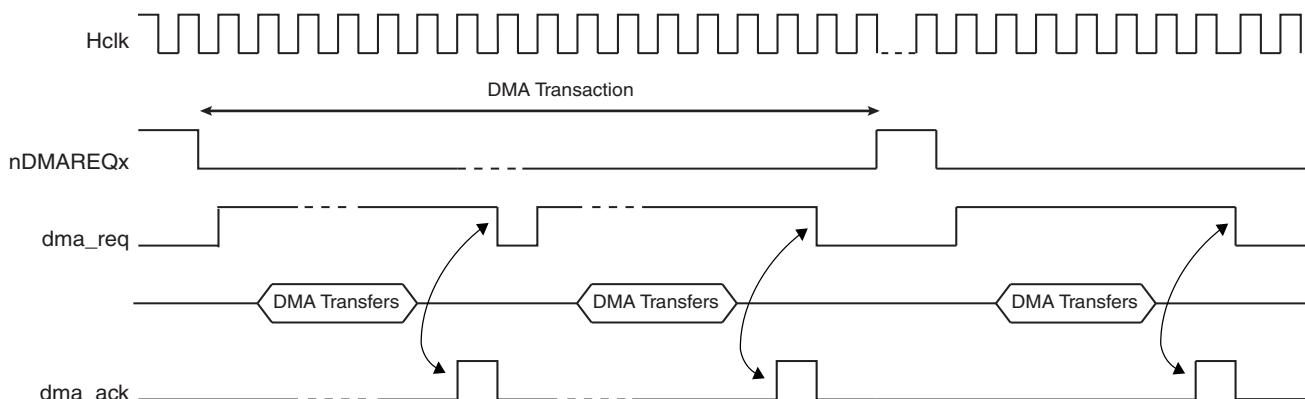 Hclk
DMA Transaction
nDMAREQx
dma_req
DMA Transfers DMA Transfers DMA Transfers
dma_ack